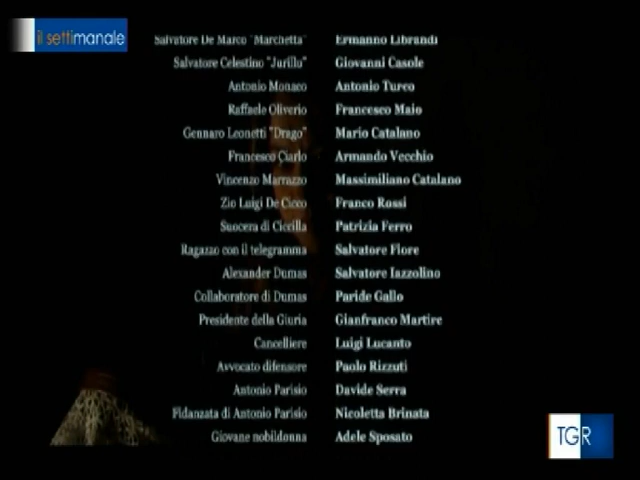 il settimanale
Salvatore De Marco "Marchetta" Ermanno Librandi
Salvatore Celestino "Jurillo" Giovanni Casole
Antonio Monaco Antonio Turco
Raffaele Oliverio Francesco Maio
Gennaro Leonetti "Drago" Mario Catalano
Francesco Ciarlo Armando Vecchio
Vincenzo Marrazzo Massimiliano Catalano
Zio Luigi De Cicco Franco Rossi
Suocera di Ciccilla Patrizia Ferro
Ragazzo con il telegramma Salvatore Fiore
Alexander Dumas Salvatore Iazzolino
Collaboratore di Dumas Paride Gallo
Presidente della Giuria Gianfranco Martire
Cancelliere Luigi Lucanto
Avvocato difensore Paolo Rizzuti
Antonio Parisio Davide Serra
Fidanzata di Antonio Parisio Nicoletta Brinata
Giovane nobildonna Adele Sposato
TGR